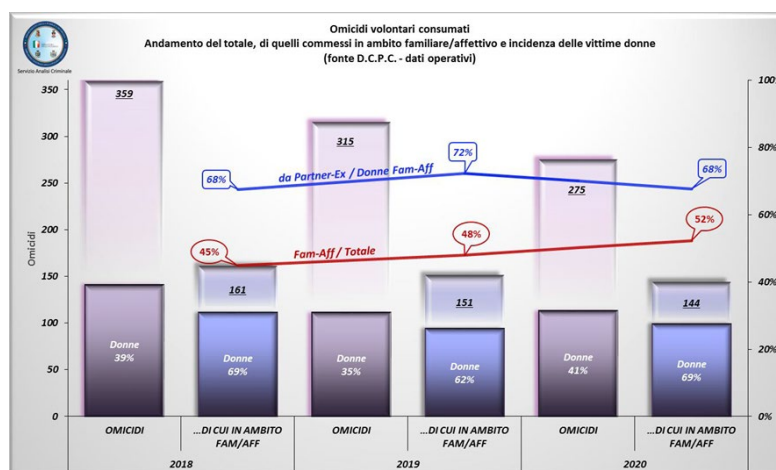 Omicidi volontari consumati
Andamento del totale, di quelli commessi in ambito familiare/affettivo e incidenza delle vittime donne
(fonte D.C.P.C. - dati operativi)
Servizio Analisi Criminale
350
300
250
200
150
100
50
0
Omicidi
100%
80%
60%
40%
20%
0%
359
315
275
68%
da Partner-Ex / Donne Fam-Aff
72%
68%
45%
Fam-Aff / Totale
48%
52%
161
151
144
Donne
39%
Donne
69%
Donne
35%
Donne
62%
Donne
41%
Donne
69%
OMICIDI
...DI CUI IN AMBITO
FAM/AFF
OMICIDI
...DI CUI IN AMBITO
FAM/AFF
OMICIDI
...DI CUI IN AMBITO
FAM/AFF
2018
2019
2020